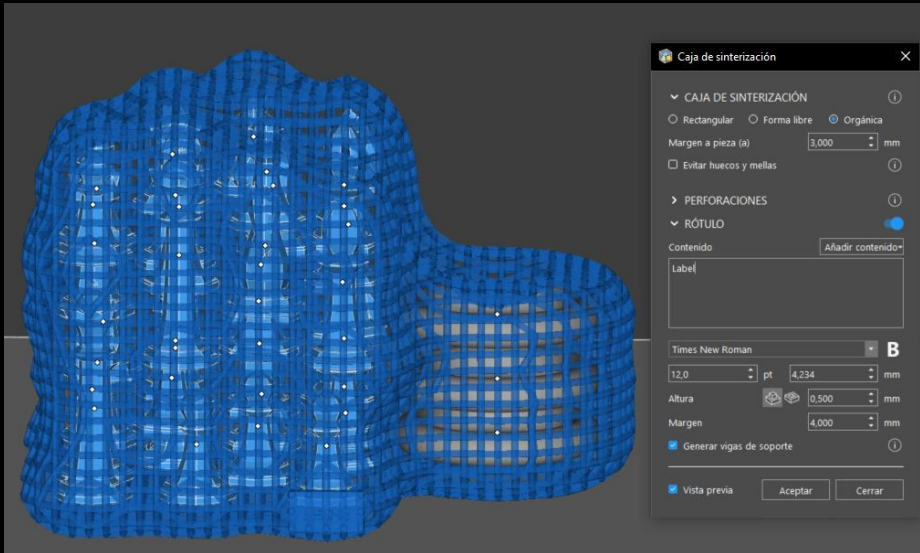 Caja de sinterización
CAJA DE SINTERIZACIÓN
Rectangular Forma libre Orgánica
Margen a pieza (a) 3,000 mm
Evitar huecos y mellas
PERFORACIONES
RÓTULO
Contenido Añadir contenido
Label
Times New Roman B
12,0 pt 4,234 mm
Altura 0,500 mm
Margen 4,000 mm
Generar vigas de soporte
Vista previa Aceptar Cerrar